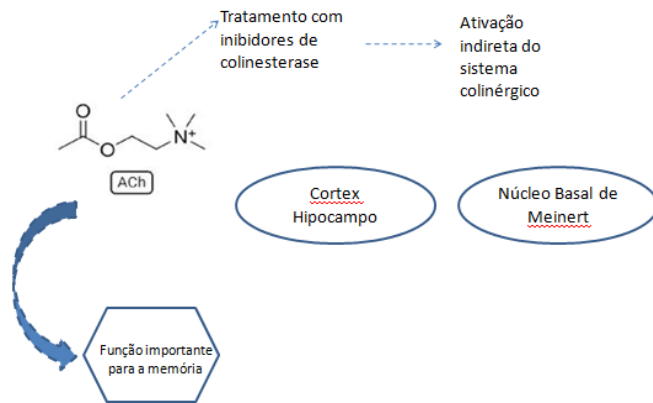 Tratamento com
inibidores de
colinesterase
Ativação
indireta do
sistema
colinérgico
O
O
N+
ACh
Cortex
Hipocampo
Núcleo Basal de
Meinert
Função importante
para a memória